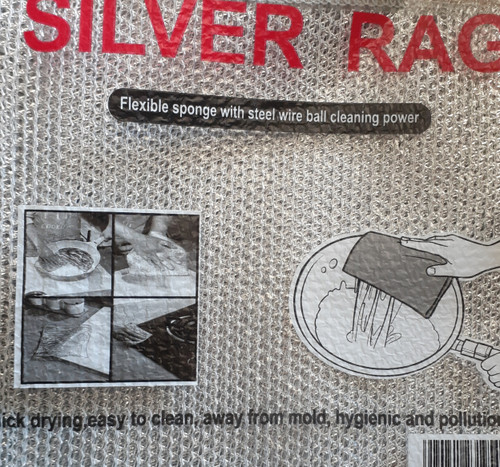 SILVER RAG
Flexible sponge with steel wire ball cleaning power
ick drying,easy to clean, away from mold, hygienic and pollution